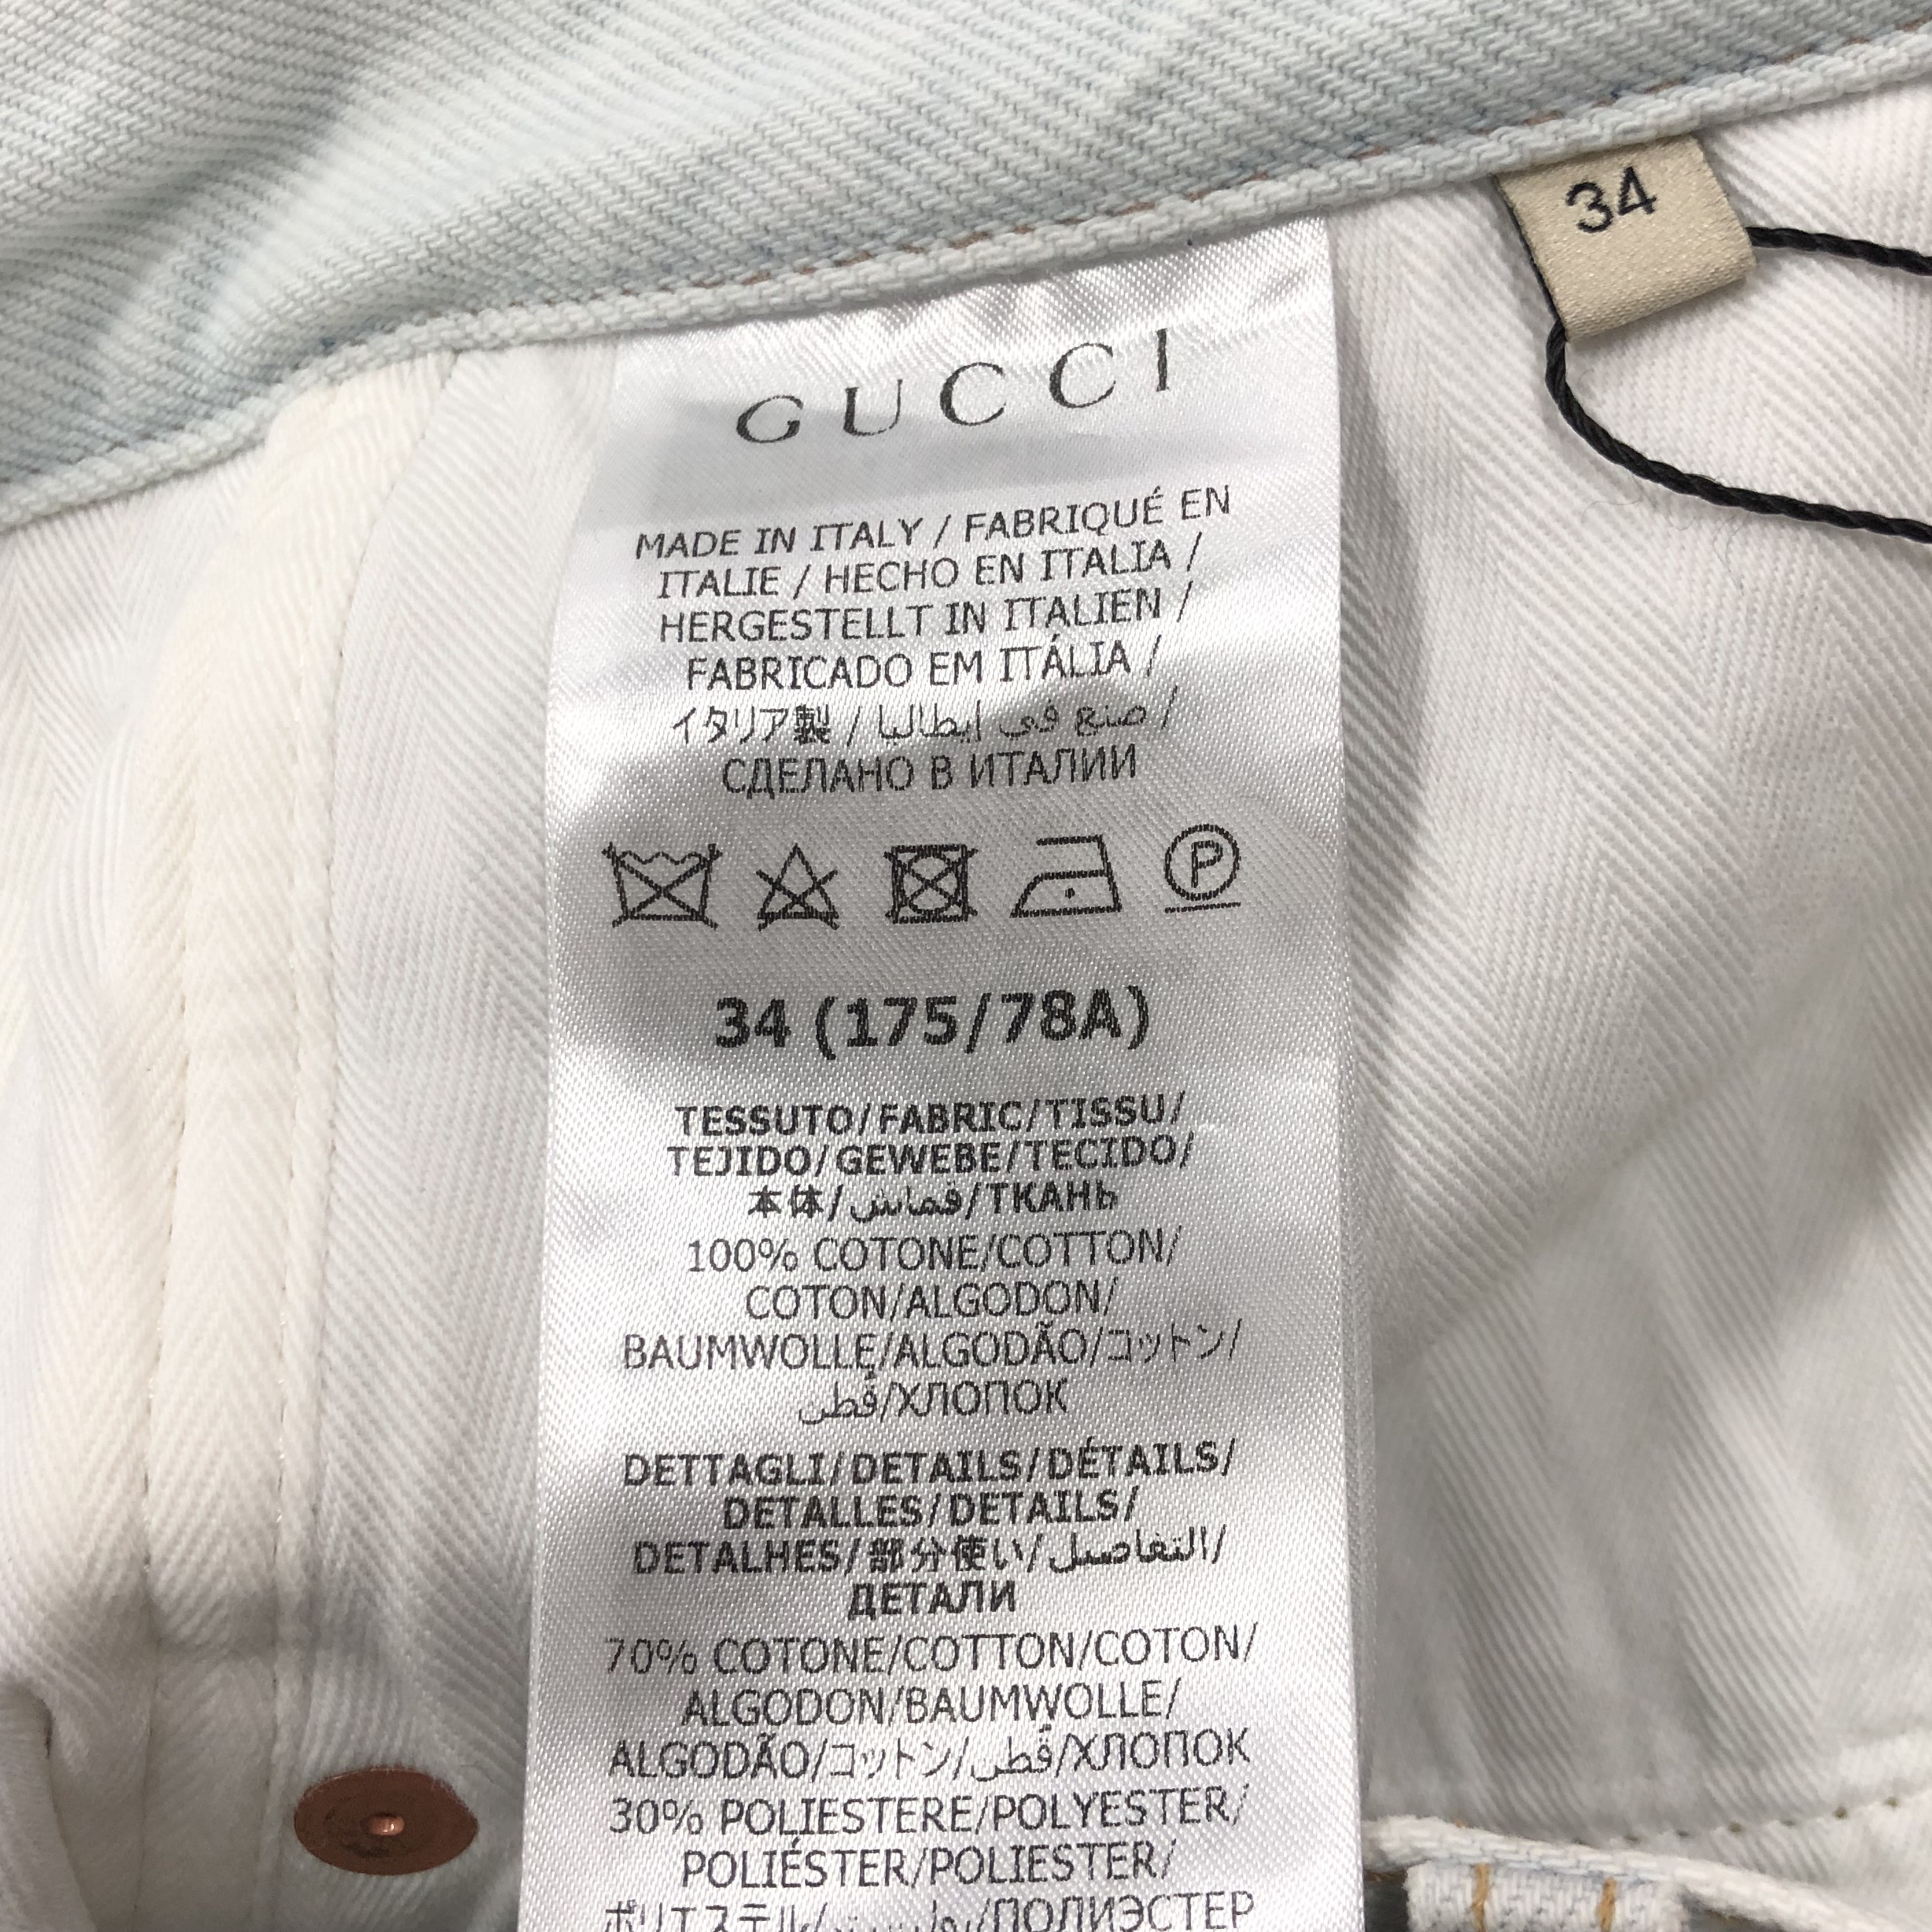 34
GUCCI
MADE IN ITALY / FABRIQUÉ EN
ITALIE / HECHO EN ITALIA /
HERGESTELLT IN ITALIEN /
FABRICADO EM ITÁLIA /
イタリア製 / صنع في إيطاليا /
СДЕЛАНО В ИТАЛИИ
P
34 (175/78A)
TESSUTO/FABRIC/TISSU/
TEJIDO/GEWEBE/TECIDO/
本体/قماش/ТКАНЬ
100% COTONE/COTTON/
COTON/ALGODON/
BAUMWOLLE/ALGODÃO/コットン/
قطن/ХЛОПОК
DETTAGLI/DETAILS/DÉTAILS/
DETALLES/DETAILS/
DETALHES/部分使い/التفاصيل/
ДЕТАЛИ
70% COTONE/COTTON/COTON/
ALGODON/BAUMWOLLE/
ALGODÃO/コットン/قطن/ХЛОПОК
30% POLIESTERE/POLYESTER/
POLIÉSTER/POLIESTER/
ポリエステル/بوليستر/ПОЛИЭСТЕР